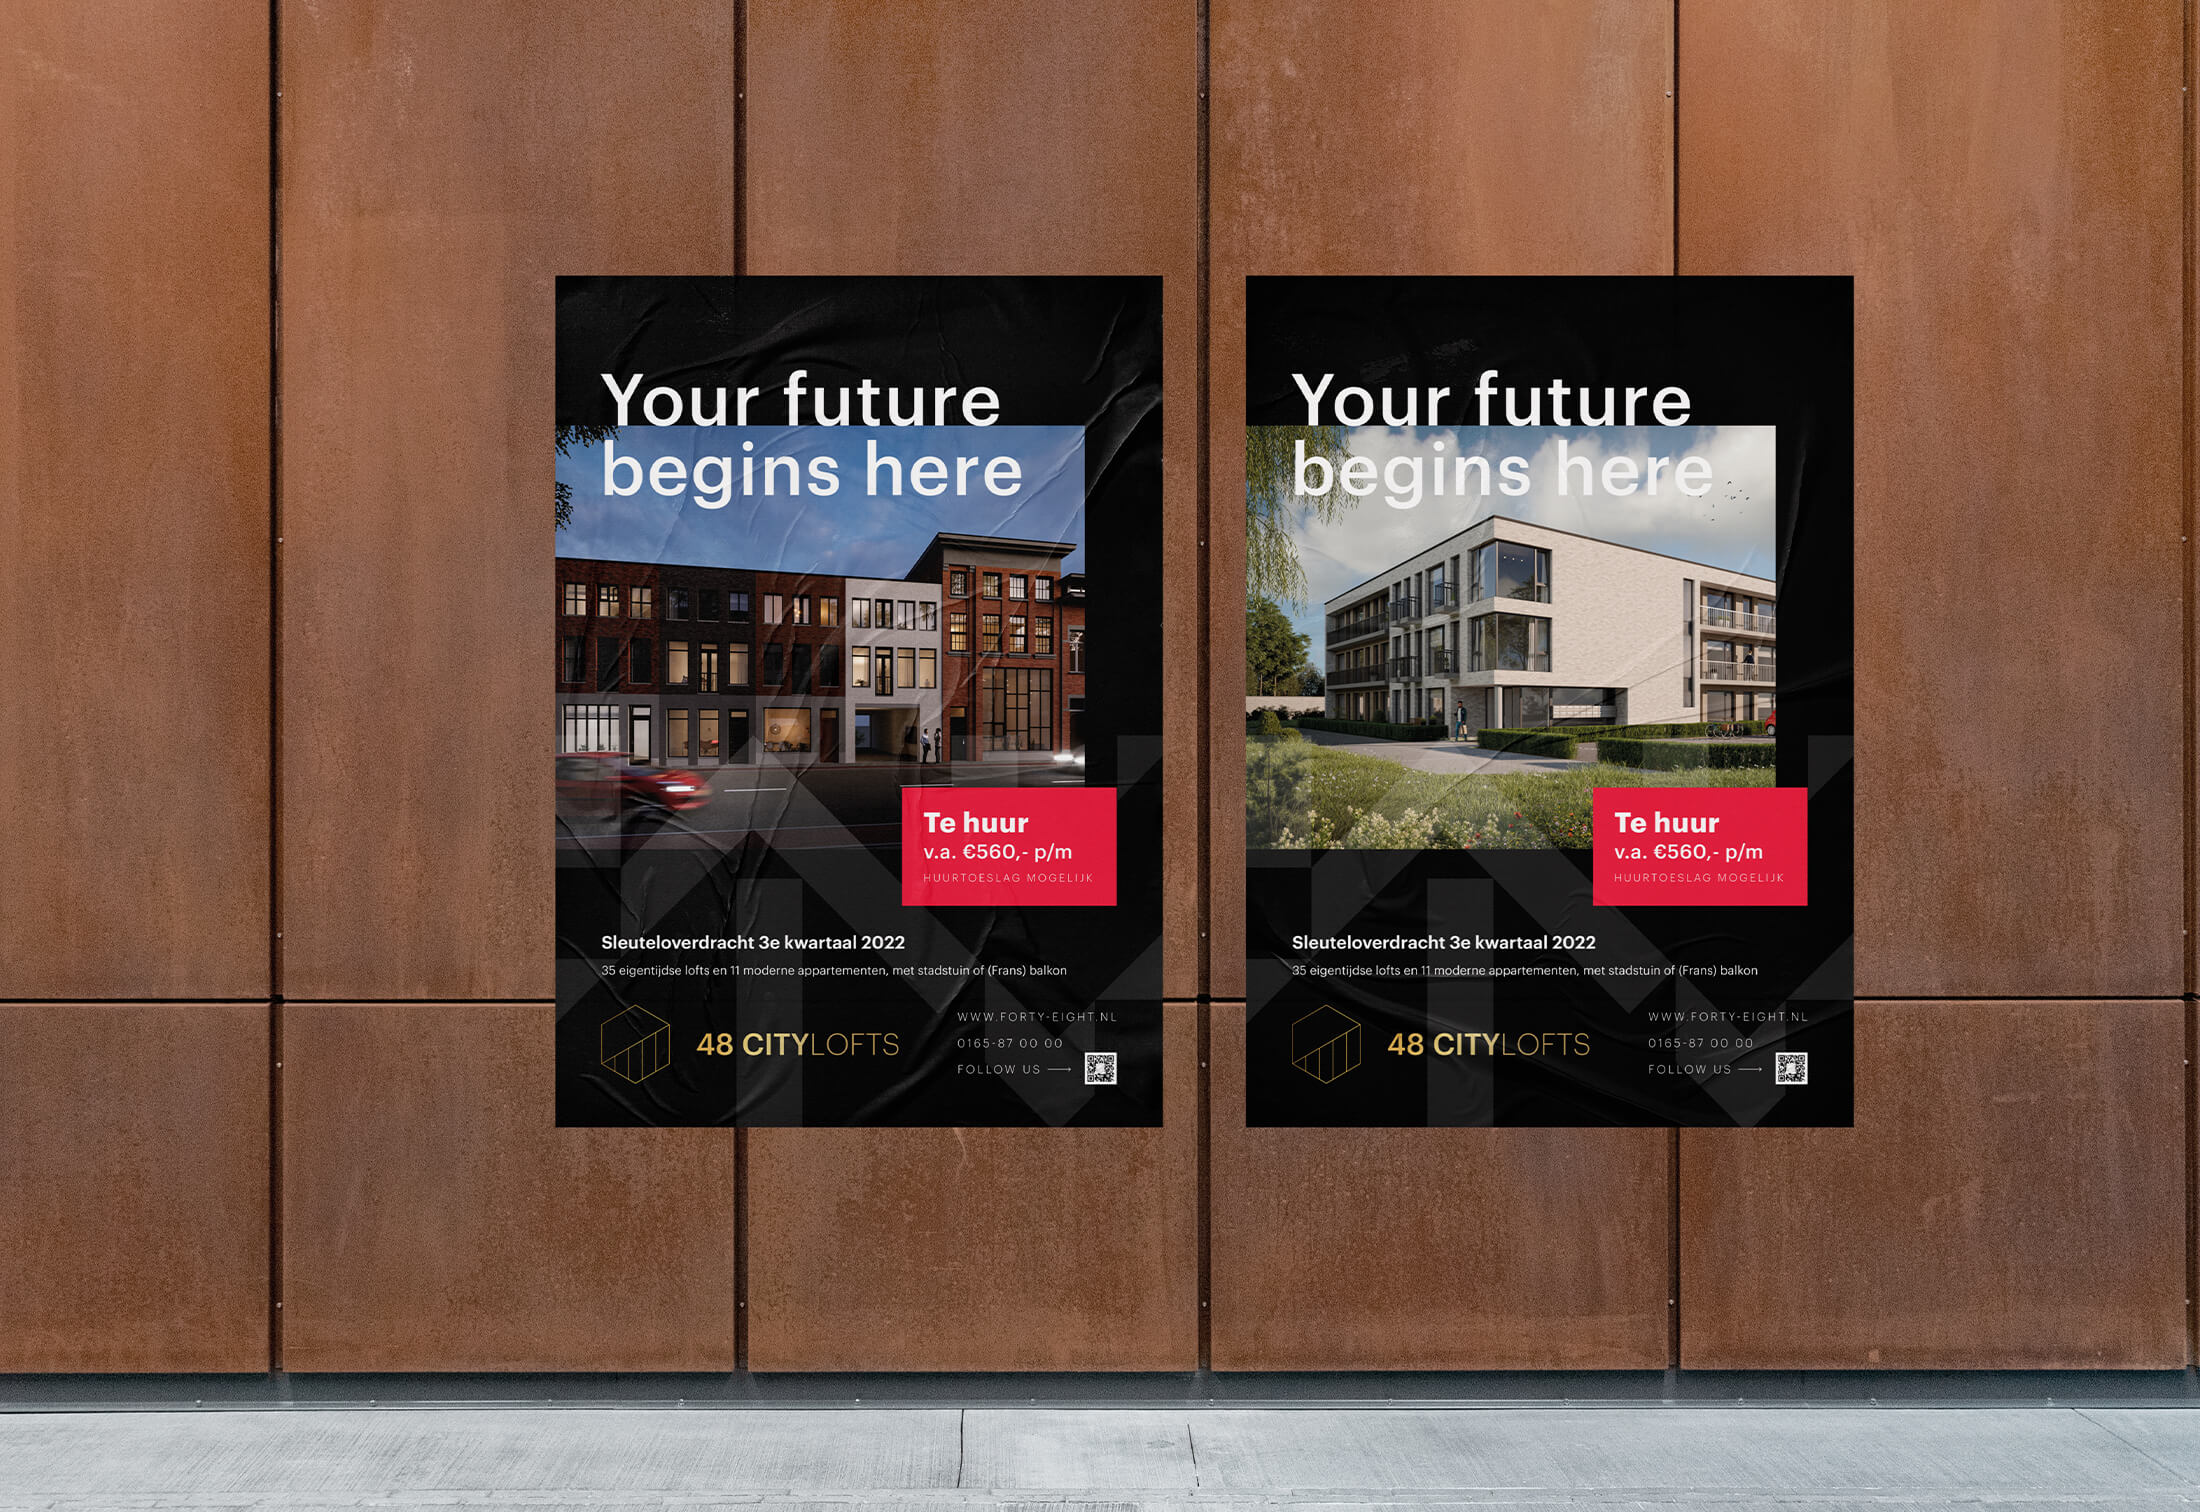 Your future
begins here
Te huur
v.a. €560,- p/m
HUURTOESLAG MOGELIJK
Sleuteloverdracht 3e kwartaal 2022
35 eigentijdse lofts en 11 moderne appartementen, met stadstuin of (Frans) balkon
48 CITYLOFTS
WWW.FORTY-EIGHT.NL
0165-87 00 00
FOLLOW US
Your future
begins here
Te huur
v.a. €560,- p/m
HUURTOESLAG MOGELIJK
Sleuteloverdracht 3e kwartaal 2022
35 eigentijdse lofts en 11 moderne appartementen, met stadstuin of (Frans) balkon
48 CITYLOFTS
WWW.FORTY-EIGHT.NL
0165-87 00 00
FOLLOW US